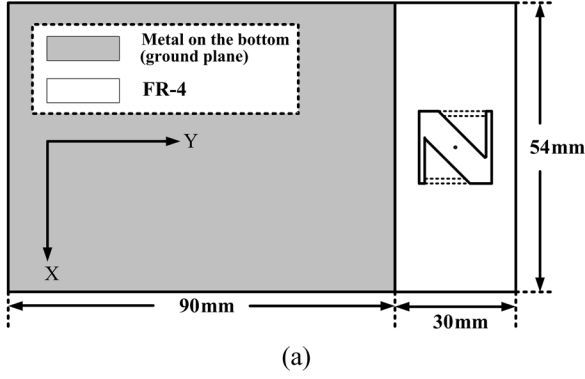 Metal on the bottom
(ground plane)
FR-4
Y
X
54mm
90mm
30mm
(a)